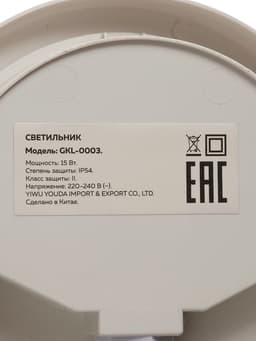 СВЕТИЛЬНИК
Модель: GKL-0003.
Мощность: 15 Вт.
Степень защиты: IP54.
Класс защиты: II.
Напряжение: 220-240 В (~).
YIWU YOUDA IMPORT & EXPORT CO., LTD.
Сделано в Китае.
EAC